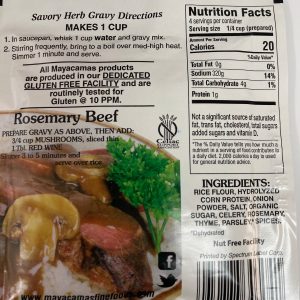 Savory Herb Gravy Directions
MAKES 1 CUP
1. In saucepan, whisk 1 cup water and gravy mix.
2. Stirring frequently, bring to a boil over med-high heat.
Simmer 1 minute and serve.
All Mayacamas products
are produced in our DEDICATED
GLUTEN FREE FACILITY and are
routinely tested for
Gluten @ 10 PPM.
Rosemary Beef
PREPARE GRAVY AS ABOVE, THEN ADD:
3/4 cup MUSHROOMS, sliced thin
1 Tbl. RED WINE
Simmer 3 to 5 minutes and
serve over rice.
Celiac
www.mayacamasfinefoods.com
Nutrition Facts
4 servings per container
Serving size 1/4 cup (prepared)
Amount Per Serving
Calories 20
% Daily Value*
Total Fat 0g 0%
Sodium 320g 14%
Total Carbohydrate 4g 1%
Protein 1g
Not a significant source of saturated
fat, trans fat, cholesterol, total sugars
added sugars and vitamin D.
*The % Daily Value tells you how much a
nutrient in a serving of food contributes to
a daily diet. 2,000 calories a day is used
for general nutrition advice.
INGREDIENTS:
RICE FLOUR, HYDROLYZED
CORN PROTEIN, ONION
POWDER, SALT, ORGANIC
SUGAR, CELERY, ROSEMARY,
THYME, PARSLEY, SPICES.
*Dehydrated
Nut Free Facility
Printed by Spectrum Label Corp.